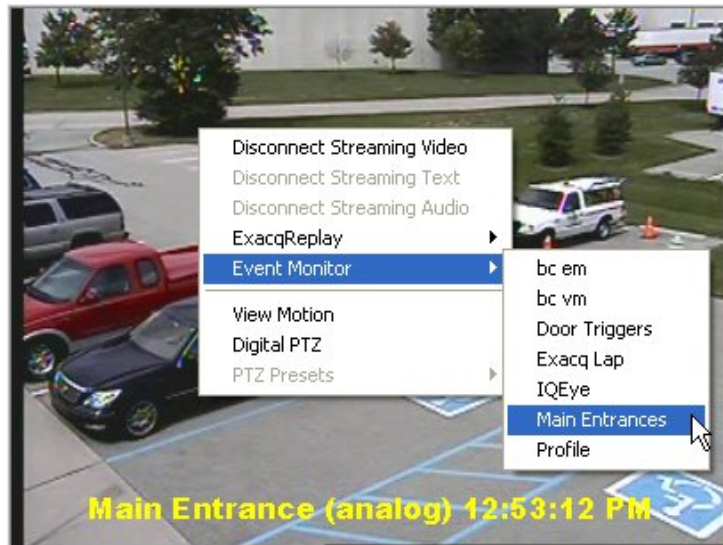 Disconnect Streaming Video
Disconnect Streaming Text
Disconnect Streaming Audio
ExacqReplay
Event Monitor
View Motion
Digital PTZ
PTZ Presets
bc em
bc vm
Door Triggers
Exacq Lap
IQEye
Main Entrances
Profile
Main Entrance (analog) 12:53:12 PM